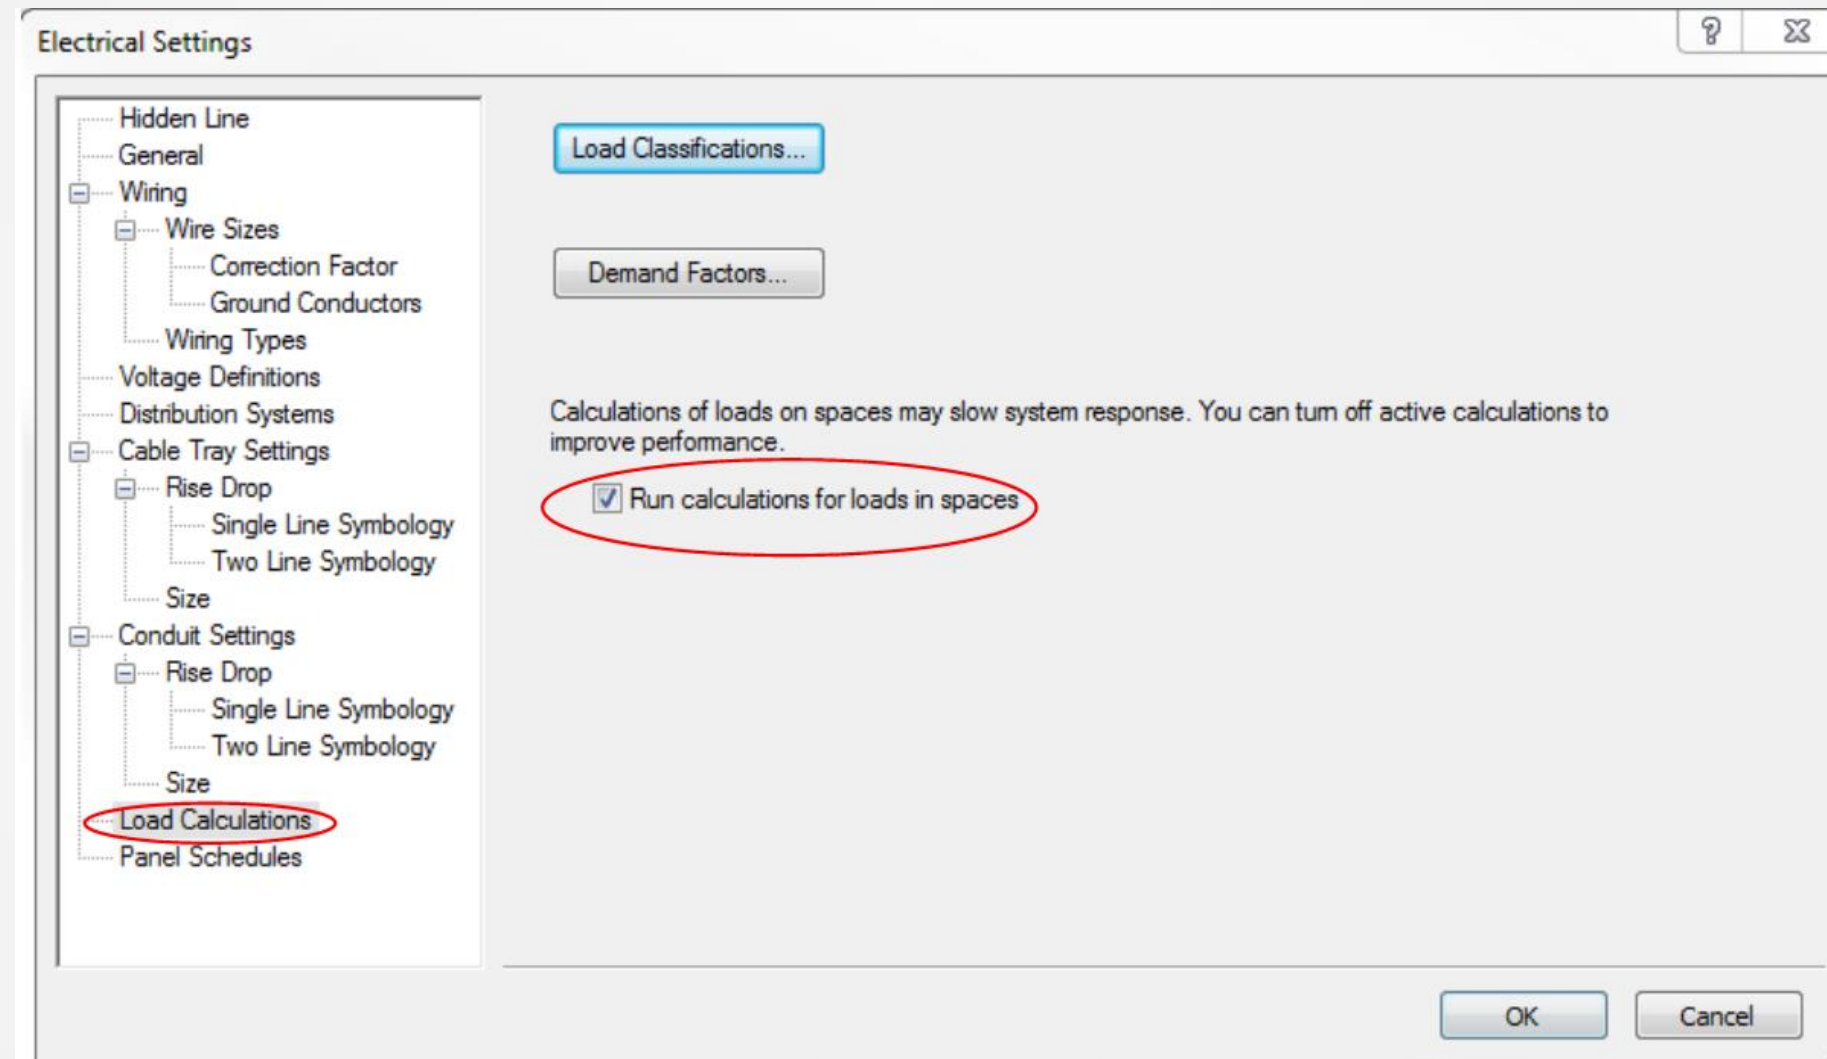 Electrical Settings
Hidden Line
General
Wiring
Wire Sizes
Correction Factor
Ground Conductors
Wiring Types
Voltage Definitions
Distribution Systems
Cable Tray Settings
Rise Drop
Single Line Symbology
Two Line Symbology
Size
Conduit Settings
Rise Drop
Single Line Symbology
Two Line Symbology
Size
Load Calculations
Panel Schedules
Load Classifications...
Demand Factors...
Calculations of loads on spaces may slow system response. You can turn off active calculations to
improve performance.
Run calculations for loads in spaces
OK
Cancel